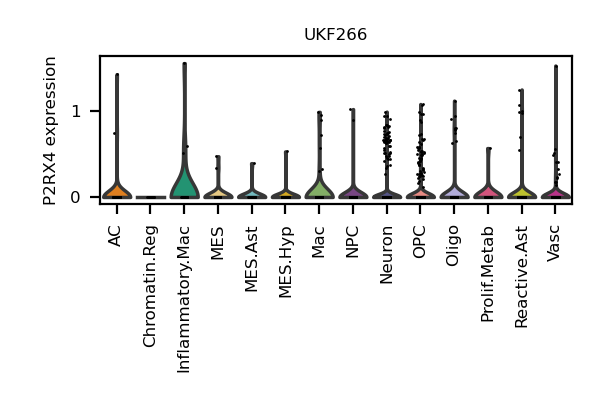 UKF266
P2RX4 expression
1
0
AC
Chromatin.Reg
Inflammatory.Mac
MES
MES.Ast
MES.Hyp
Mac
NPC
Neuron
OPC
Oligo
Prolif.Metab
Reactive.Ast
Vasc